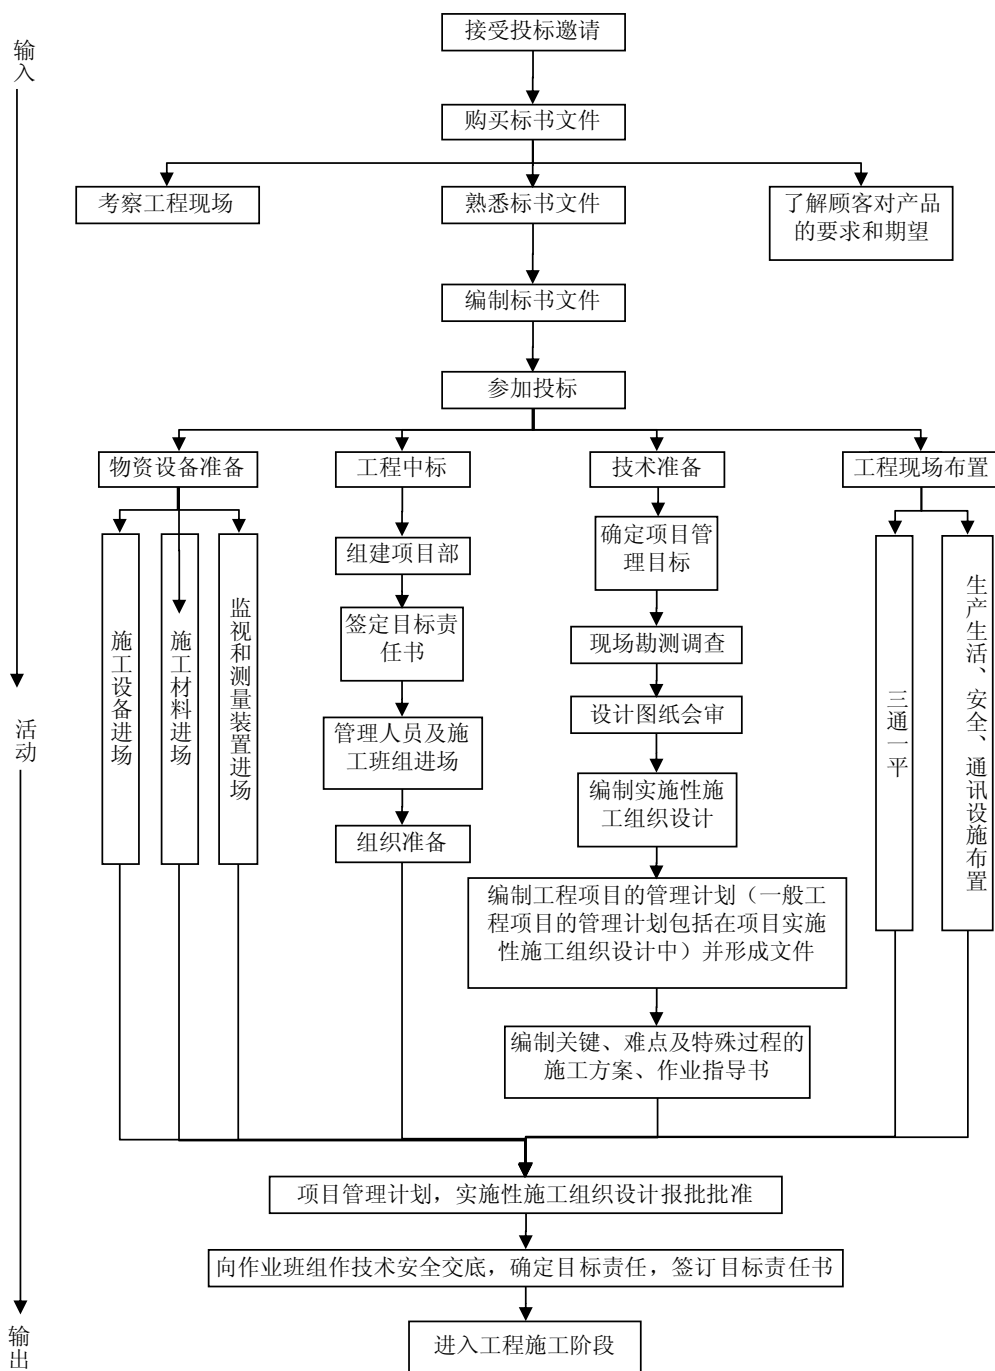 接受投标邀请
输入
购买标书文件
考察工程现场
熟悉标书文件
了解顾客对产品
的要求和期望
编制标书文件
参加投标
物资设备准备
工程中标
技术准备
工程现场布置
施工设备进场
施工材料进场
监视和测量装置进场
组建项目部
签定目标责
任书
管理人员及施
工班组进场
组织准备
确定项目管
理目标
现场勘测调查
设计图纸会审
编制实施性施
工组织设计
编制工程项目的管理计划（一般工
程项目的管理计划包括在项目实施
性施工组织设计中）并形成文件
编制关键、难点及特殊过程的
施工方案、作业指导书
三通一平
生产生活、安全、通讯设施布置
活动
项目管理计划，实施性施工组织设计报批批准
向作业班组作技术安全交底，确定目标责任，签订目标责任书
进入工程施工阶段
输出